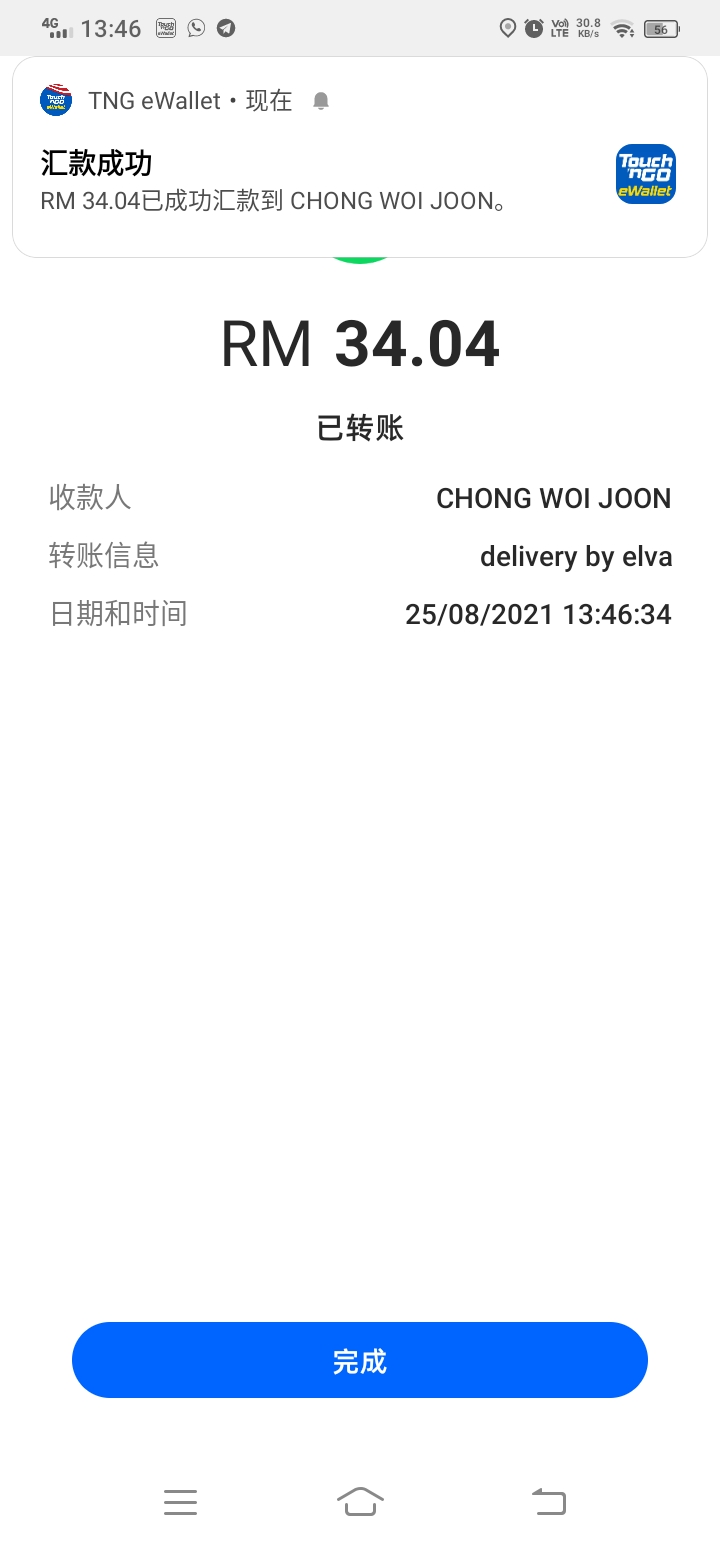 4G 13:46 VoLTE 30.8 KB/s 56
TNG eWallet • 现在
汇款成功
RM 34.04已成功汇款到 CHONG WOI JOON。
Touch 'nGO eWallet
RM 34.04
已转账
收款人 CHONG WOI JOON
转账信息 delivery by elva
日期和时间 25/08/2021 13:46:34
完成